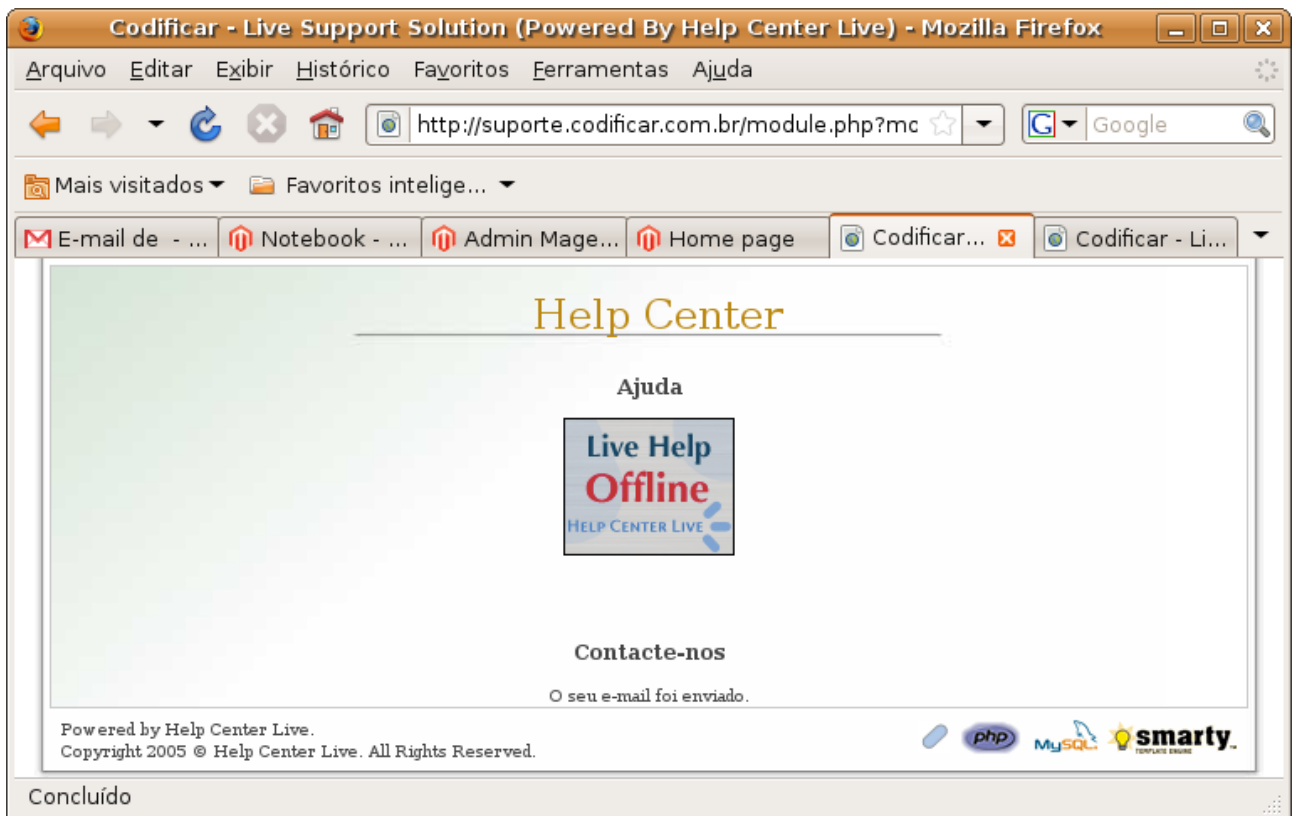 Codificar - Live Support Solution (Powered By Help Center Live) - Mozilla Firefox
Arquivo Editar Exibir Histórico Favoritos Ferramentas Ajuda
http://suporte.codificar.com.br/module.php?mc Google
Mais visitados Favoritos intelige...
E-mail de - ... Notebook - ... Admin Mage... Home page Codificar... Codificar - Li...
Help Center
Ajuda
Live Help
Offline
HELP CENTER LIVE
Contacte-nos
O seu e-mail foi enviado.
Powered by Help Center Live.
Copyright 2005 © Help Center Live. All Rights Reserved.
php MySQL smarty
TEMPLATE ENGINE
Concluído